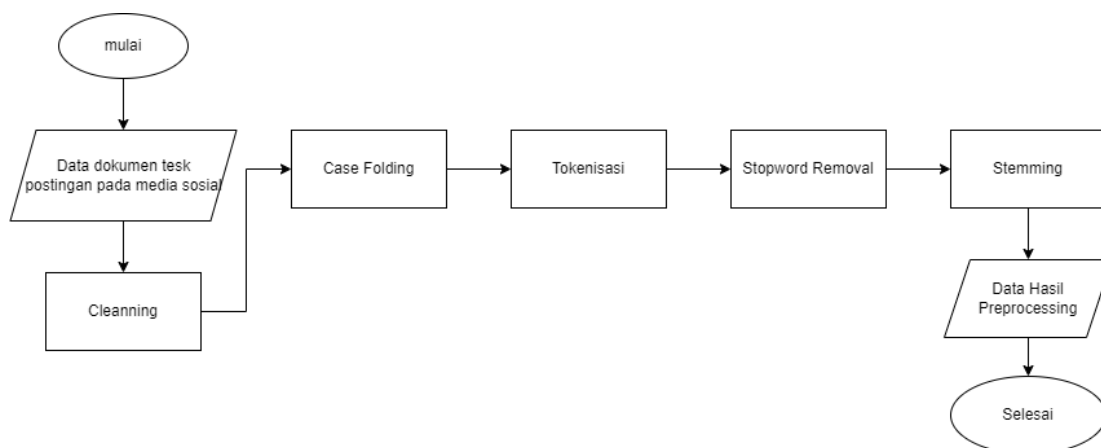 mulai
Data dokumen tesk
postingan pada media sosial
Cleanning
Case Folding
Tokenisasi
Stopword Removal
Stemming
Data Hasil
Preprocessing
Selesai